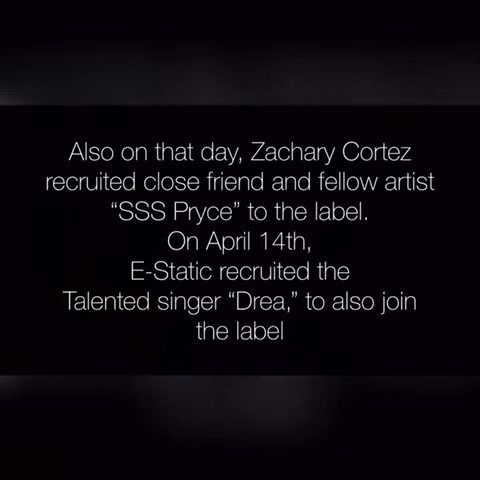 Also on that day, Zachary Cortez
recruited close friend and fellow artist
“SSS Pryce” to the label.
On April 14th,
E-Static recruited the
Talented singer “Drea,” to also join
the label